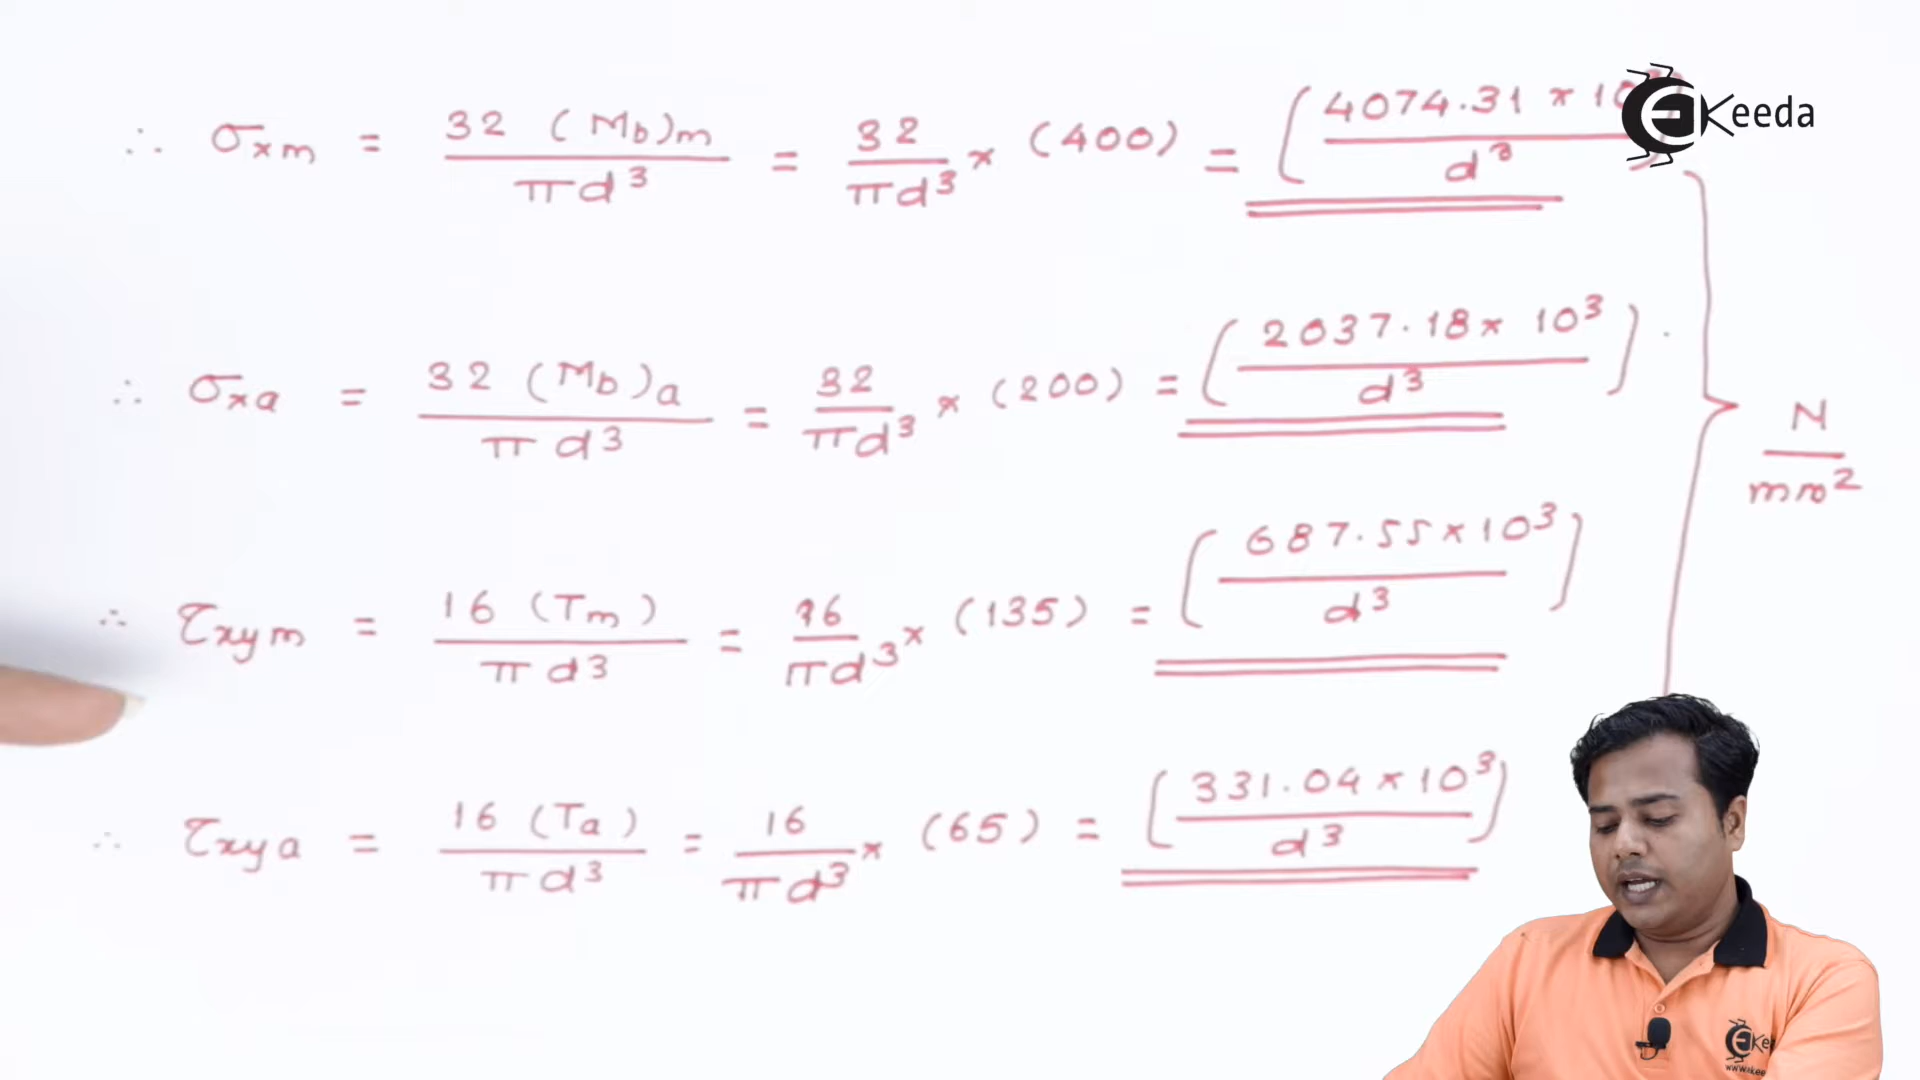 ∴ σxm = 32 (Mb)m / πd³ = 32 / πd³ × (400) = (4074.31 × 10 / d³)
EKeeda
∴ σxa = 32 (Mb)a / πd³ = 32 / πd³ × (200) = (2037.18 × 10³ / d³)
N / mm²
∴ τxym = 16 (Tm) / πd³ = 16 / πd³ × (135) = (687.55 × 10³ / d³)
∴ τxya = 16 (Ta) / πd³ = 16 / πd³ × (65) = (331.04 × 10³ / d³)